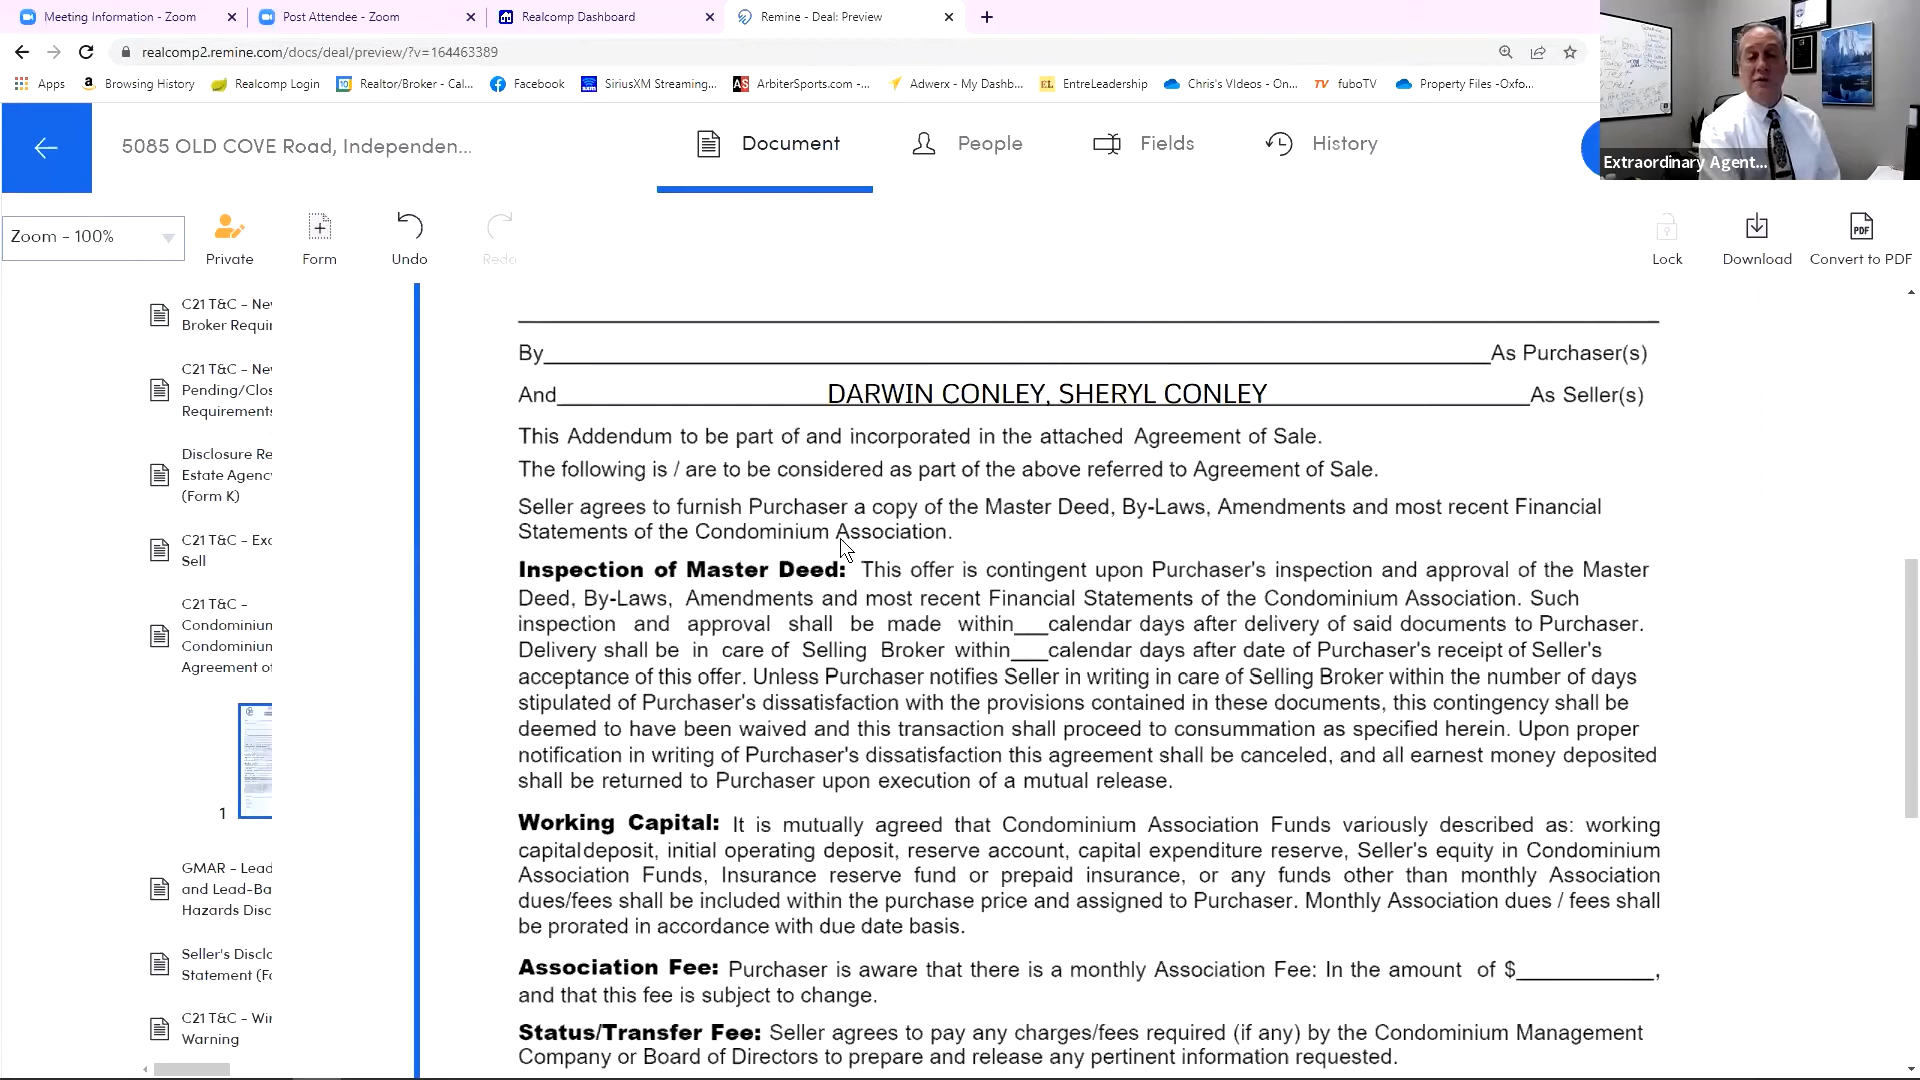 Meeting Information - Zoom
Post Attendee - Zoom
Realcomp Dashboard
Remine - Deal: Preview
realcomp2.remine.com/docs/deal/preview/?v=164463389
Apps
Browsing History
Realcomp Login
10
Realtor/Broker - Cal...
Facebook
SiriusXM Streaming...
AS
ArbiterSports.com -...
Adwerx - My Dashb...
EL
EntreLeadership
Chris's VIdeos - On...
TV
fuboTV
Property Files -Oxfo...
Extraordinary Agent...
5085 OLD COVE Road, Independen...
Document
People
Fields
History
Zoom - 100%
Private
Form
Undo
Redo
Lock
Download
PDF
Convert to PDF
C21 T&C - Ne
Broker Requir
C21 T&C - Ne
Pending/Clos
Requirements
Disclosure Re
Estate Agenc
(Form K)
C21 T&C - Exc
Sell
C21 T&C -
Condominium
Condominium
Agreement of
1
GMAR - Lead
and Lead-Ba
Hazards Disc
Seller's Disclo
Statement (Fo
C21 T&C - Wir
Warning
By As Purchaser(s)
And DARWIN CONLEY, SHERYL CONLEY As Seller(s)
This Addendum to be part of and incorporated in the attached Agreement of Sale.
The following is / are to be considered as part of the above referred to Agreement of Sale.
Seller agrees to furnish Purchaser a copy of the Master Deed, By-Laws, Amendments and most recent Financial
Statements of the Condominium Association.
Inspection of Master Deed: This offer is contingent upon Purchaser's inspection and approval of the Master
Deed, By-Laws, Amendments and most recent Financial Statements of the Condominium Association. Such
inspection and approval shall be made within___calendar days after delivery of said documents to Purchaser.
Delivery shall be in care of Selling Broker within___calendar days after date of Purchaser's receipt of Seller's
acceptance of this offer. Unless Purchaser notifies Seller in writing in care of Selling Broker within the number of days
stipulated of Purchaser's dissatisfaction with the provisions contained in these documents, this contingency shall be
deemed to have been waived and this transaction shall proceed to consummation as specified herein. Upon proper
notification in writing of Purchaser's dissatisfaction this agreement shall be canceled, and all earnest money deposited
shall be returned to Purchaser upon execution of a mutual release.
Working Capital: It is mutually agreed that Condominium Association Funds variously described as: working
capitaldeposit, initial operating deposit, reserve account, capital expenditure reserve, Seller's equity in Condominium
Association Funds, Insurance reserve fund or prepaid insurance, or any funds other than monthly Association
dues/fees shall be included within the purchase price and assigned to Purchaser. Monthly Association dues / fees shall
be prorated in accordance with due date basis.
Association Fee: Purchaser is aware that there is a monthly Association Fee: In the amount of $____________,
and that this fee is subject to change.
Status/Transfer Fee: Seller agrees to pay any charges/fees required (if any) by the Condominium Management
Company or Board of Directors to prepare and release any pertinent information requested.